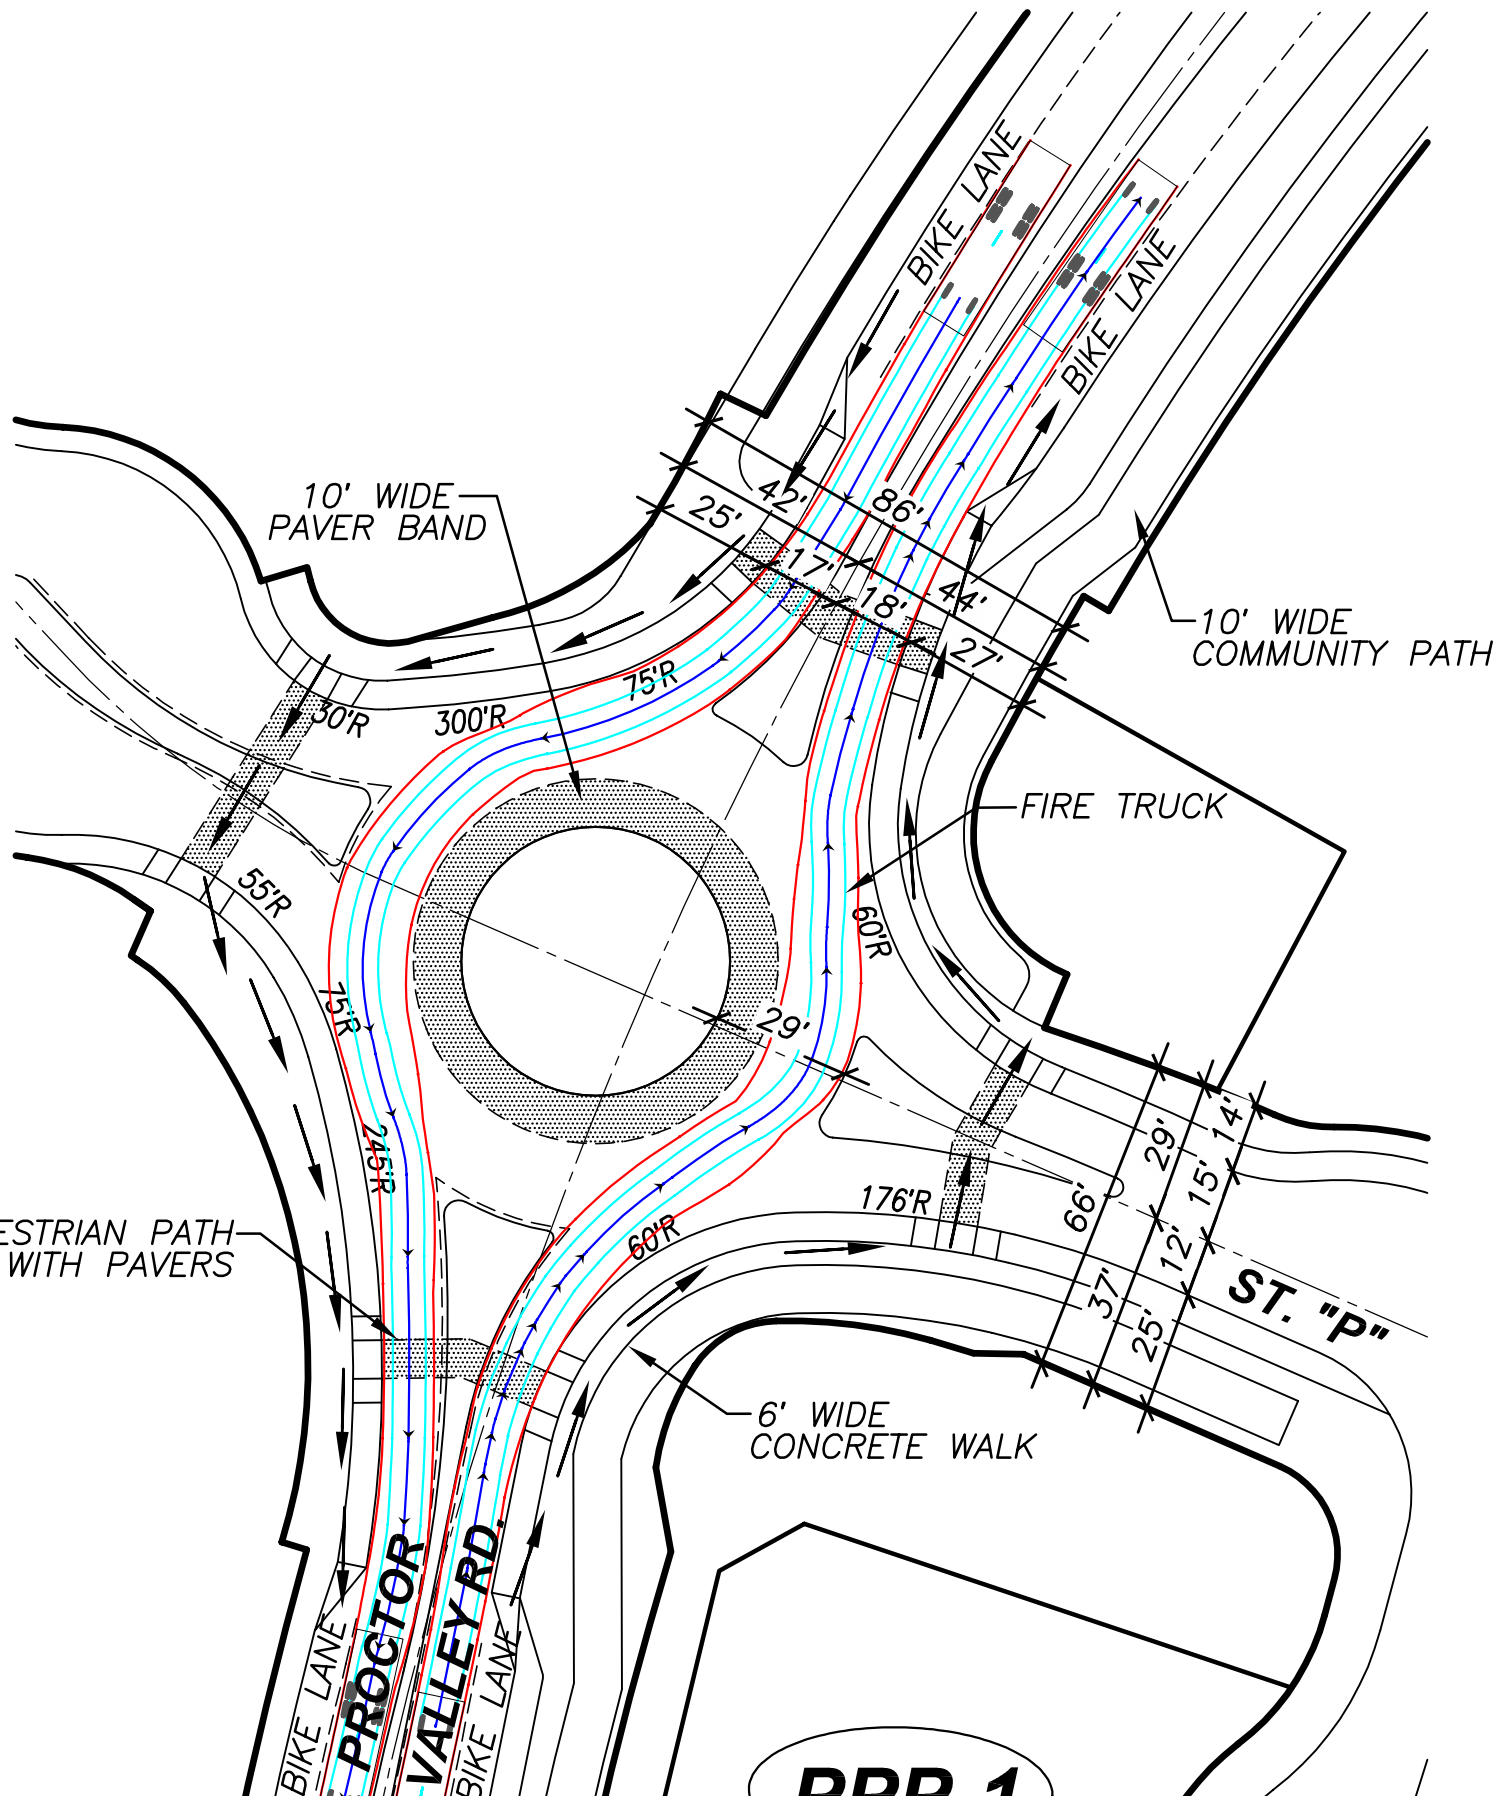 BIKE LANE
BIKE LANE
10' WIDE
PAVER BAND
25'
42'
86'
17'
18'
44'
27'
10' WIDE
COMMUNITY PATH
30'R
300'R
75'R
FIRE TRUCK
55'R
60'R
75'R
29'
245'R
14'
29'
15'
66'
12'
37'
25'
176'R
60'R
ESTRIAN PATH
WITH PAVERS
ST. "P"
6' WIDE
CONCRETE WALK
PROCTOR
VALLEY RD.
BIKE LANE
BIKE LANE